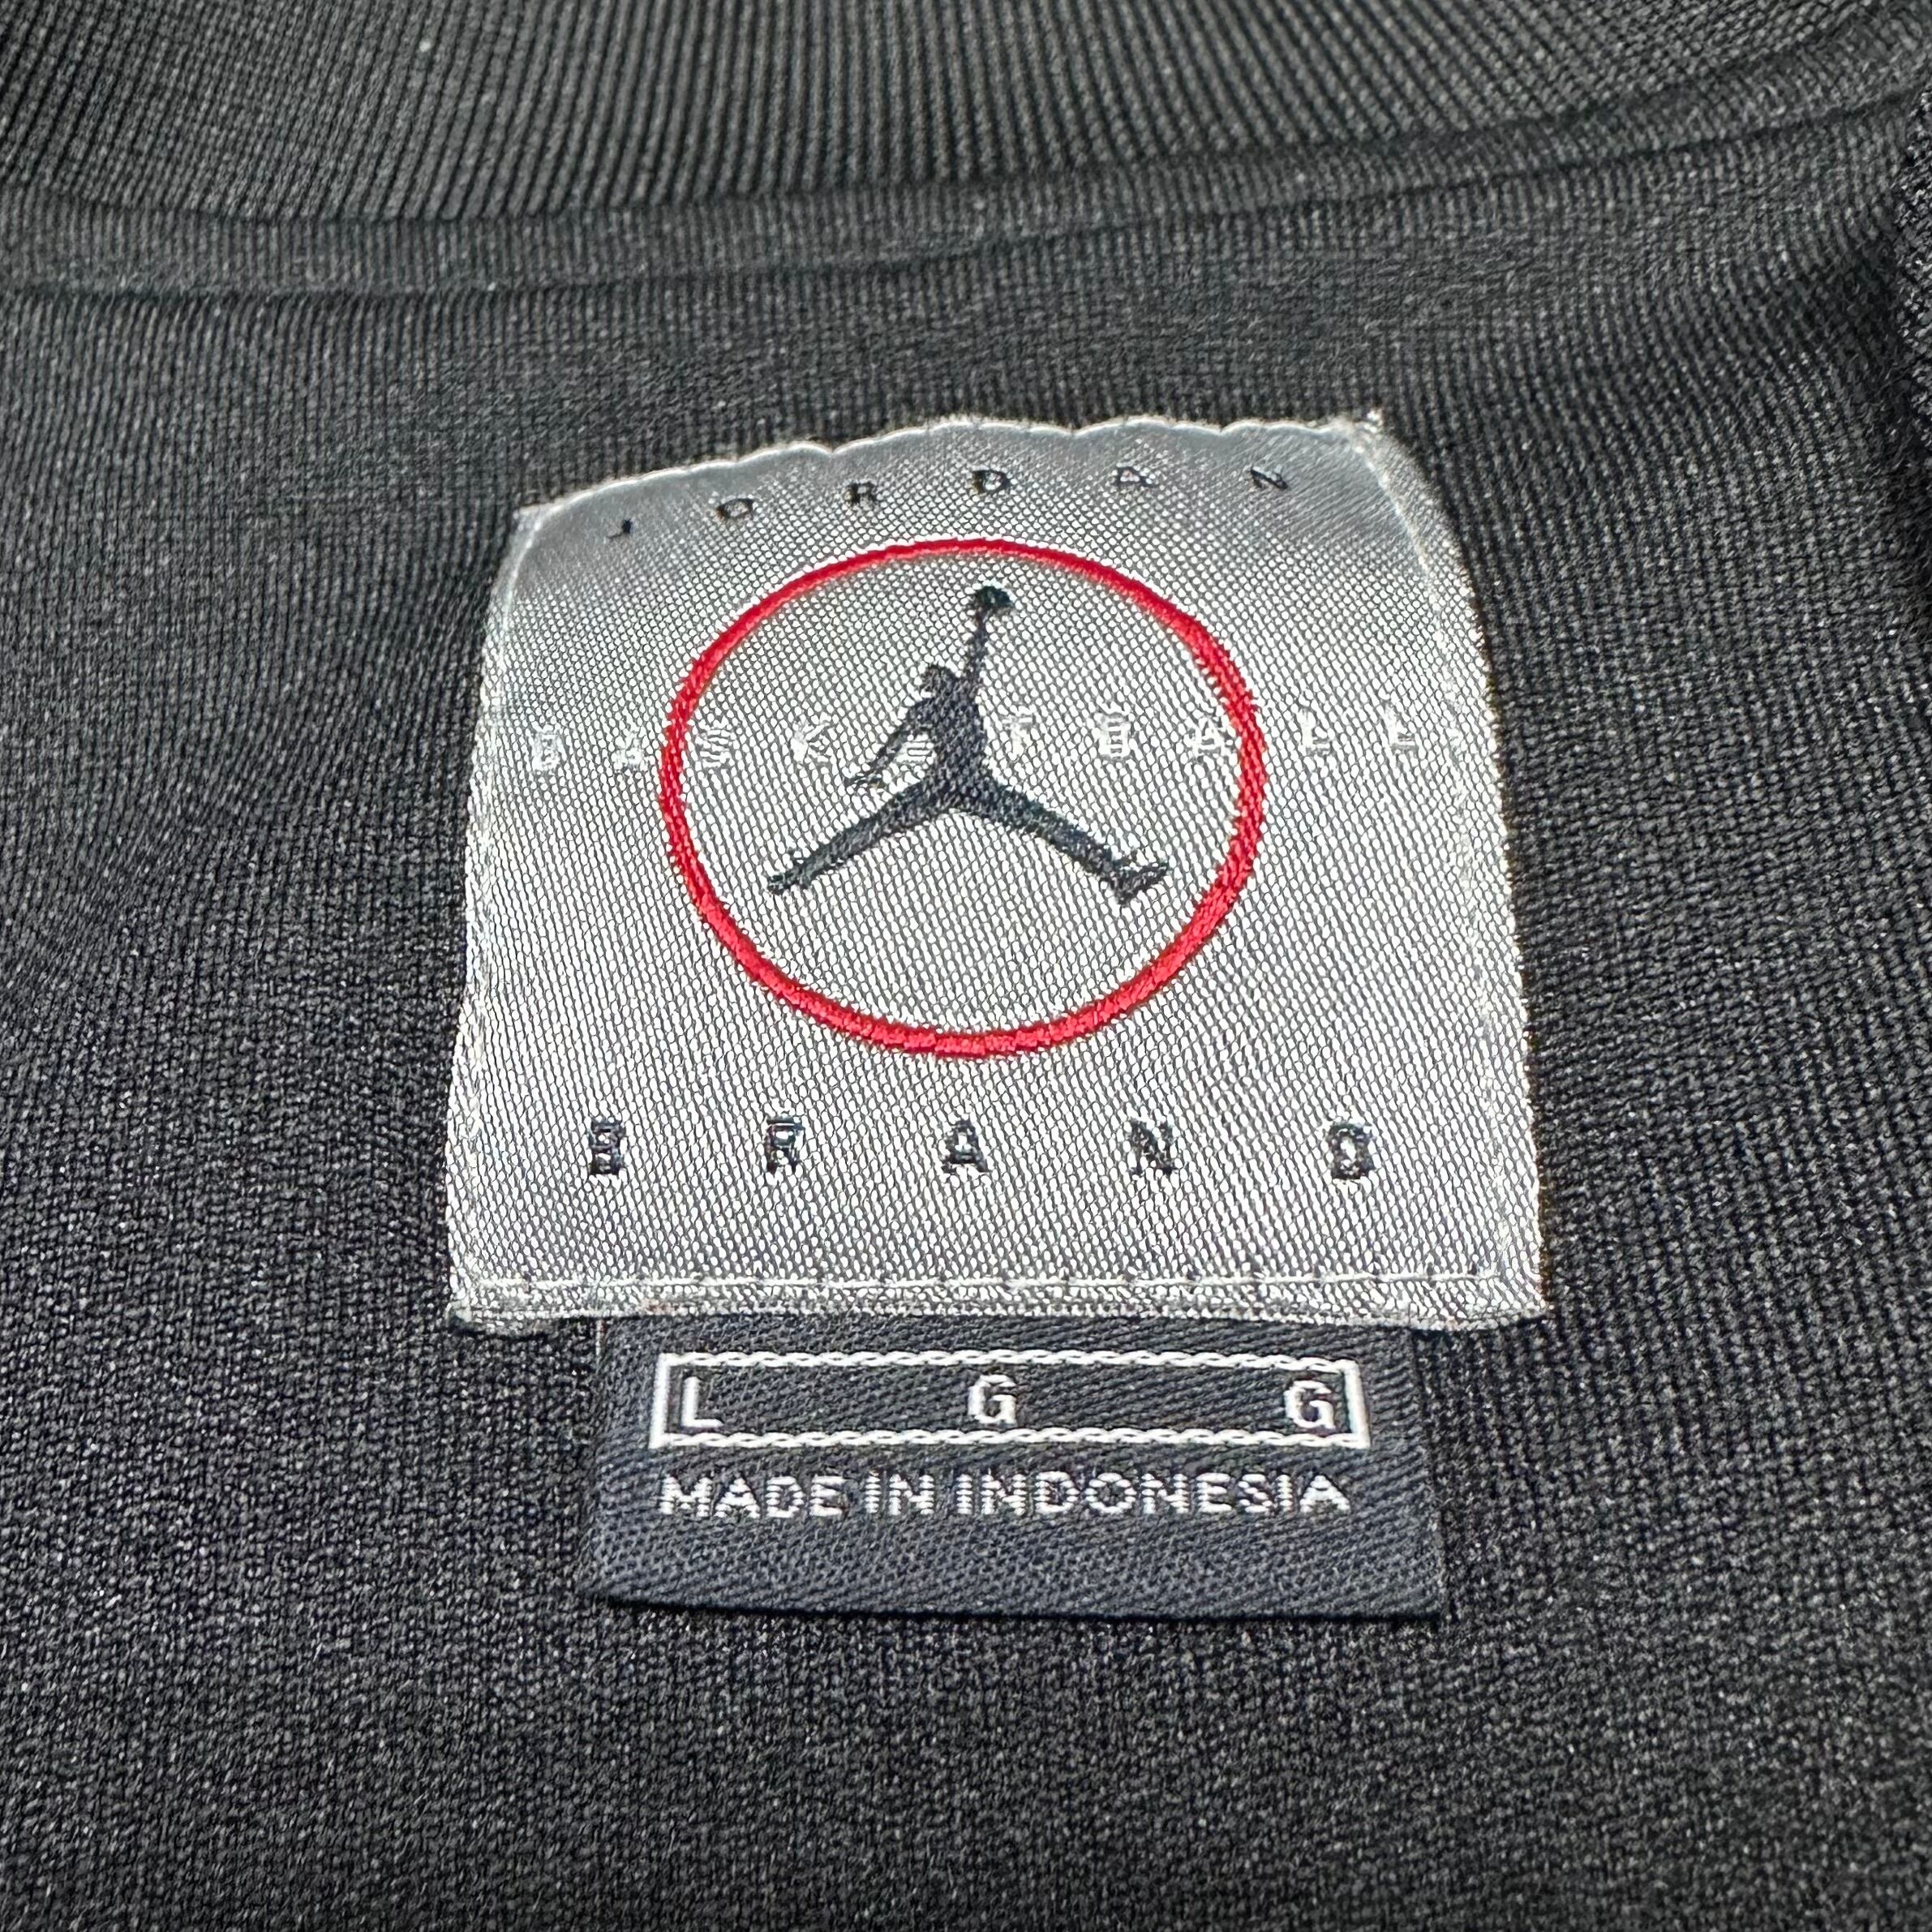 JORDAN
BASKETBALL
BRAND
L G G
MADE IN INDONESIA